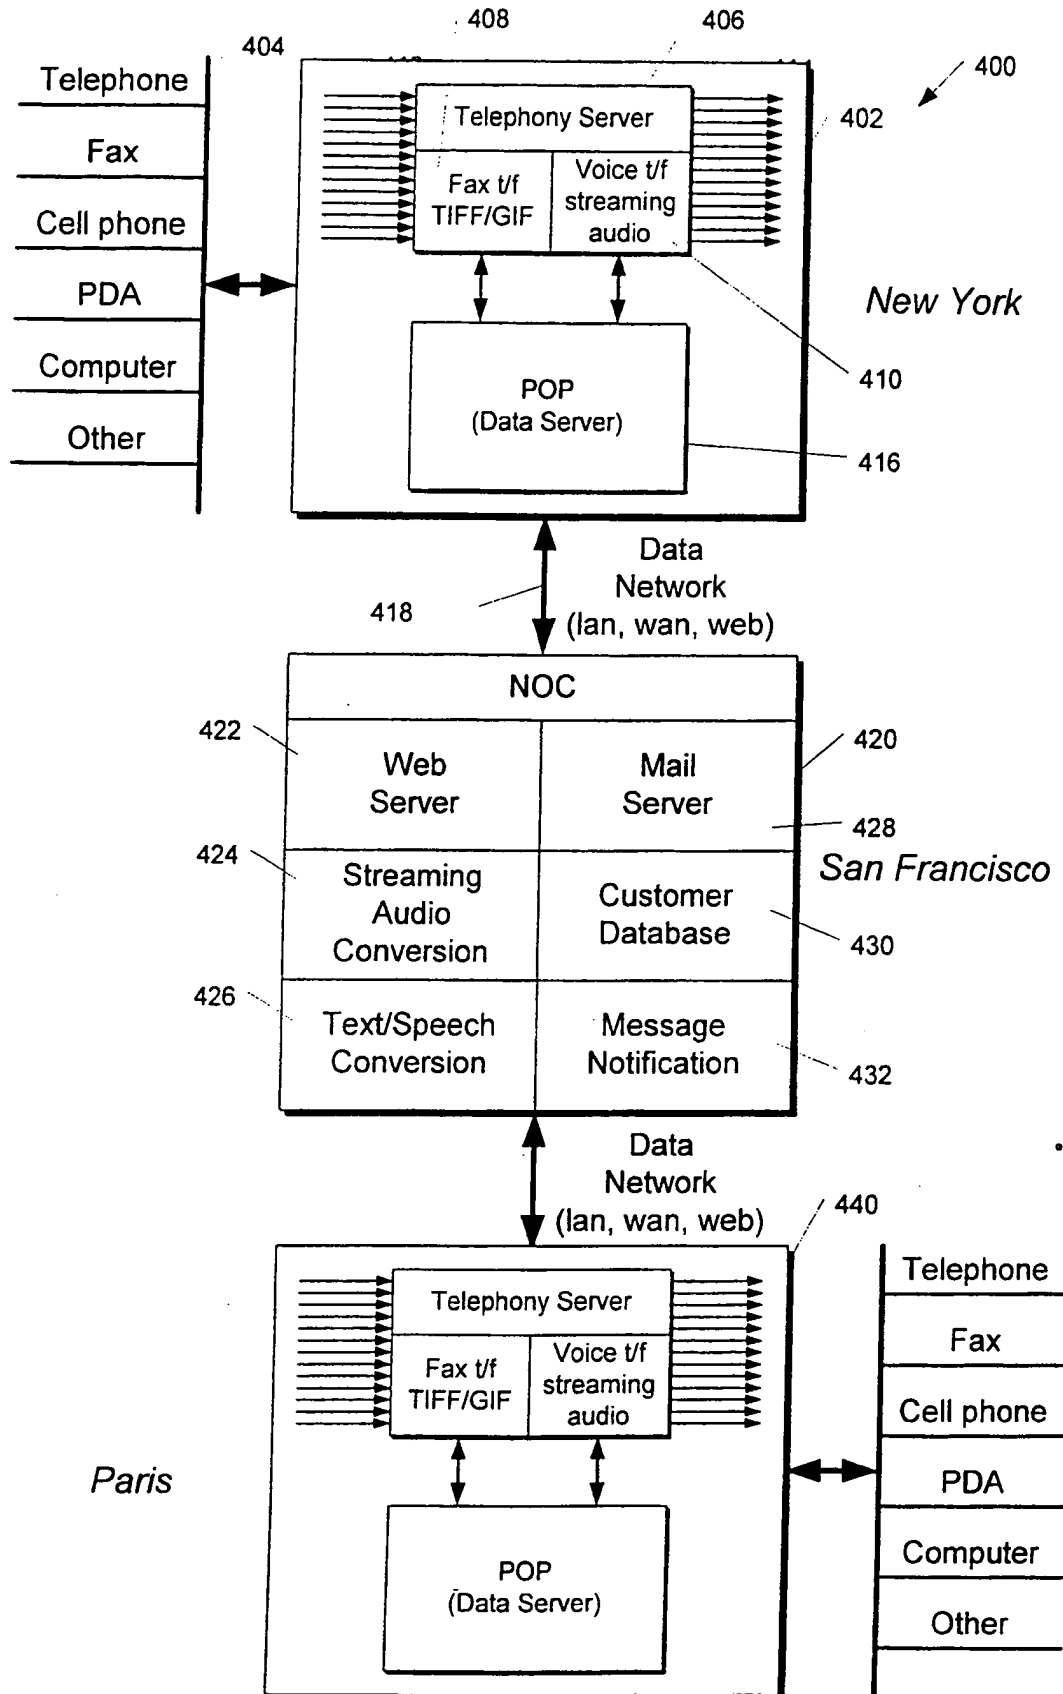 408
406
404
400
Telephone
Fax
Cell phone
PDA
Computer
Other
402
Telephony Server
Fax t/f
TIFF/GIF
Voice t/f
streaming
audio
New York
410
POP
(Data Server)
416
418
Data
Network
(lan, wan, web)
NOC
422
Web
Server
Mail
Server
420
428
424
Streaming
Audio
Conversion
Customer
Database
San Francisco
430
426
Text/Speech
Conversion
Message
Notification
432
Data
Network
(lan, wan, web)
440
Telephony Server
Fax t/f
TIFF/GIF
Voice t/f
streaming
audio
Telephone
Fax
Cell phone
PDA
Computer
Other
Paris
POP
(Data Server)